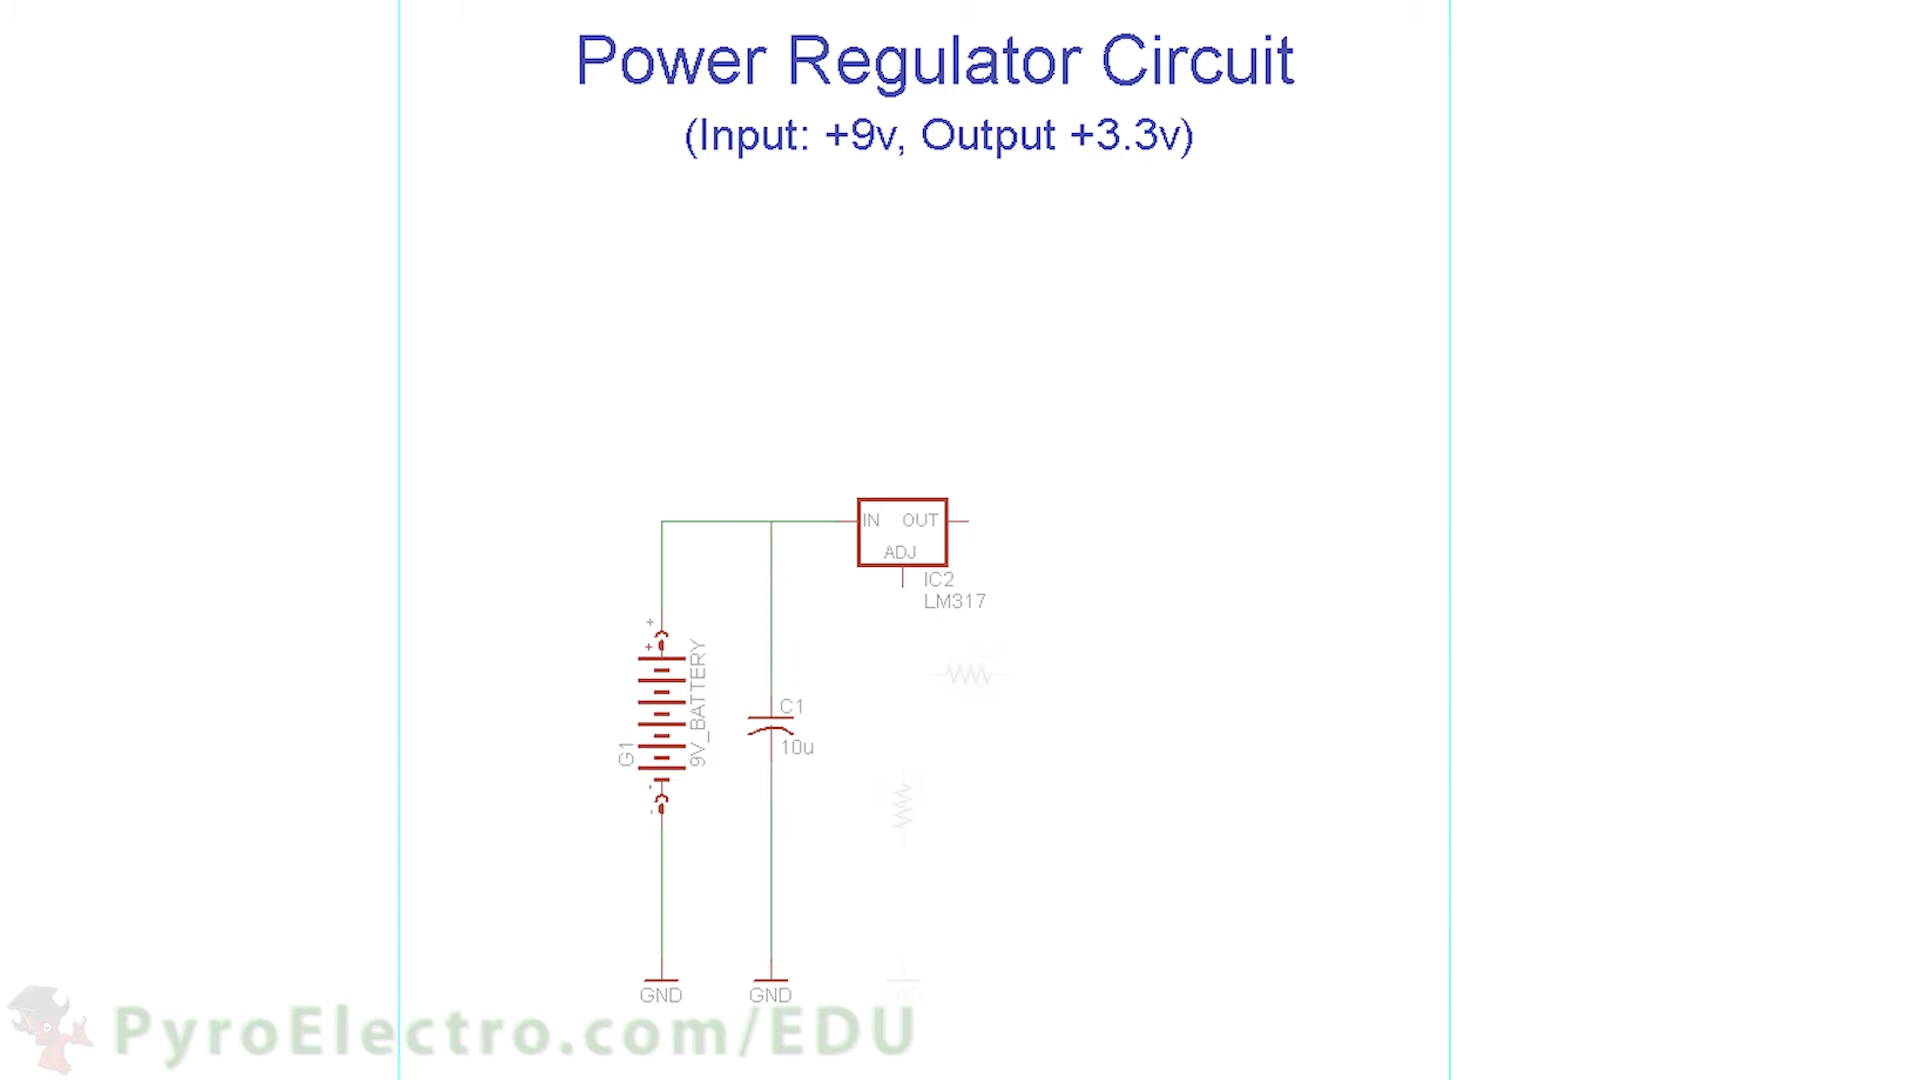 Power Regulator Circuit
(Input: +9v, Output +3.3v)
IN OUT
ADJ
IC2
LM317
+
+
9V_BATTERY
G1
-
-
C1
10u
GND
GND
PyroElectro.com/EDU